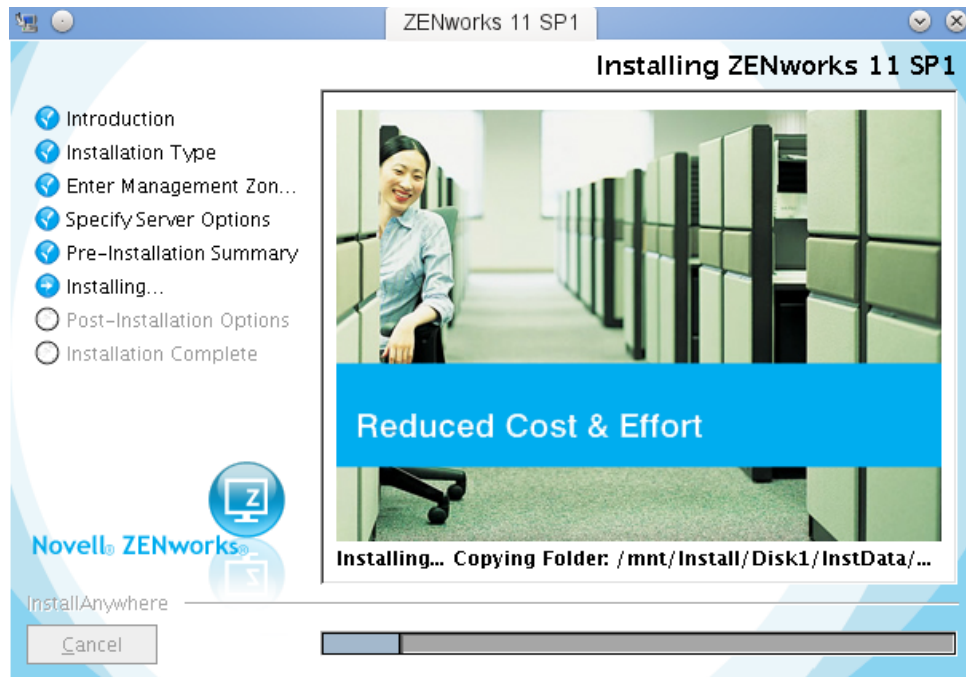 ZENworks 11 SP1
Installing ZENworks 11 SP1
Introduction
Installation Type
Enter Management Zon...
Specify Server Options
Pre-Installation Summary
Installing...
Post-Installation Options
Installation Complete
Reduced Cost & Effort
Z
Novell® ZENworks®
Installing... Copying Folder: /mnt/Install/Disk1/InstData/...
InstallAnywhere
Cancel